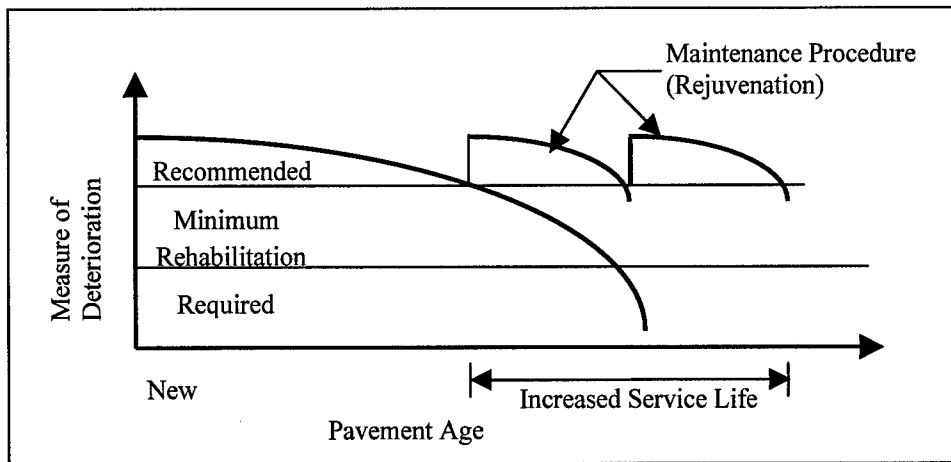 Maintenance Procedure
(Rejuvenation)
Recommended
Minimum
Rehabilitation
Required
Measure of
Deterioration
New
Increased Service Life
Pavement Age